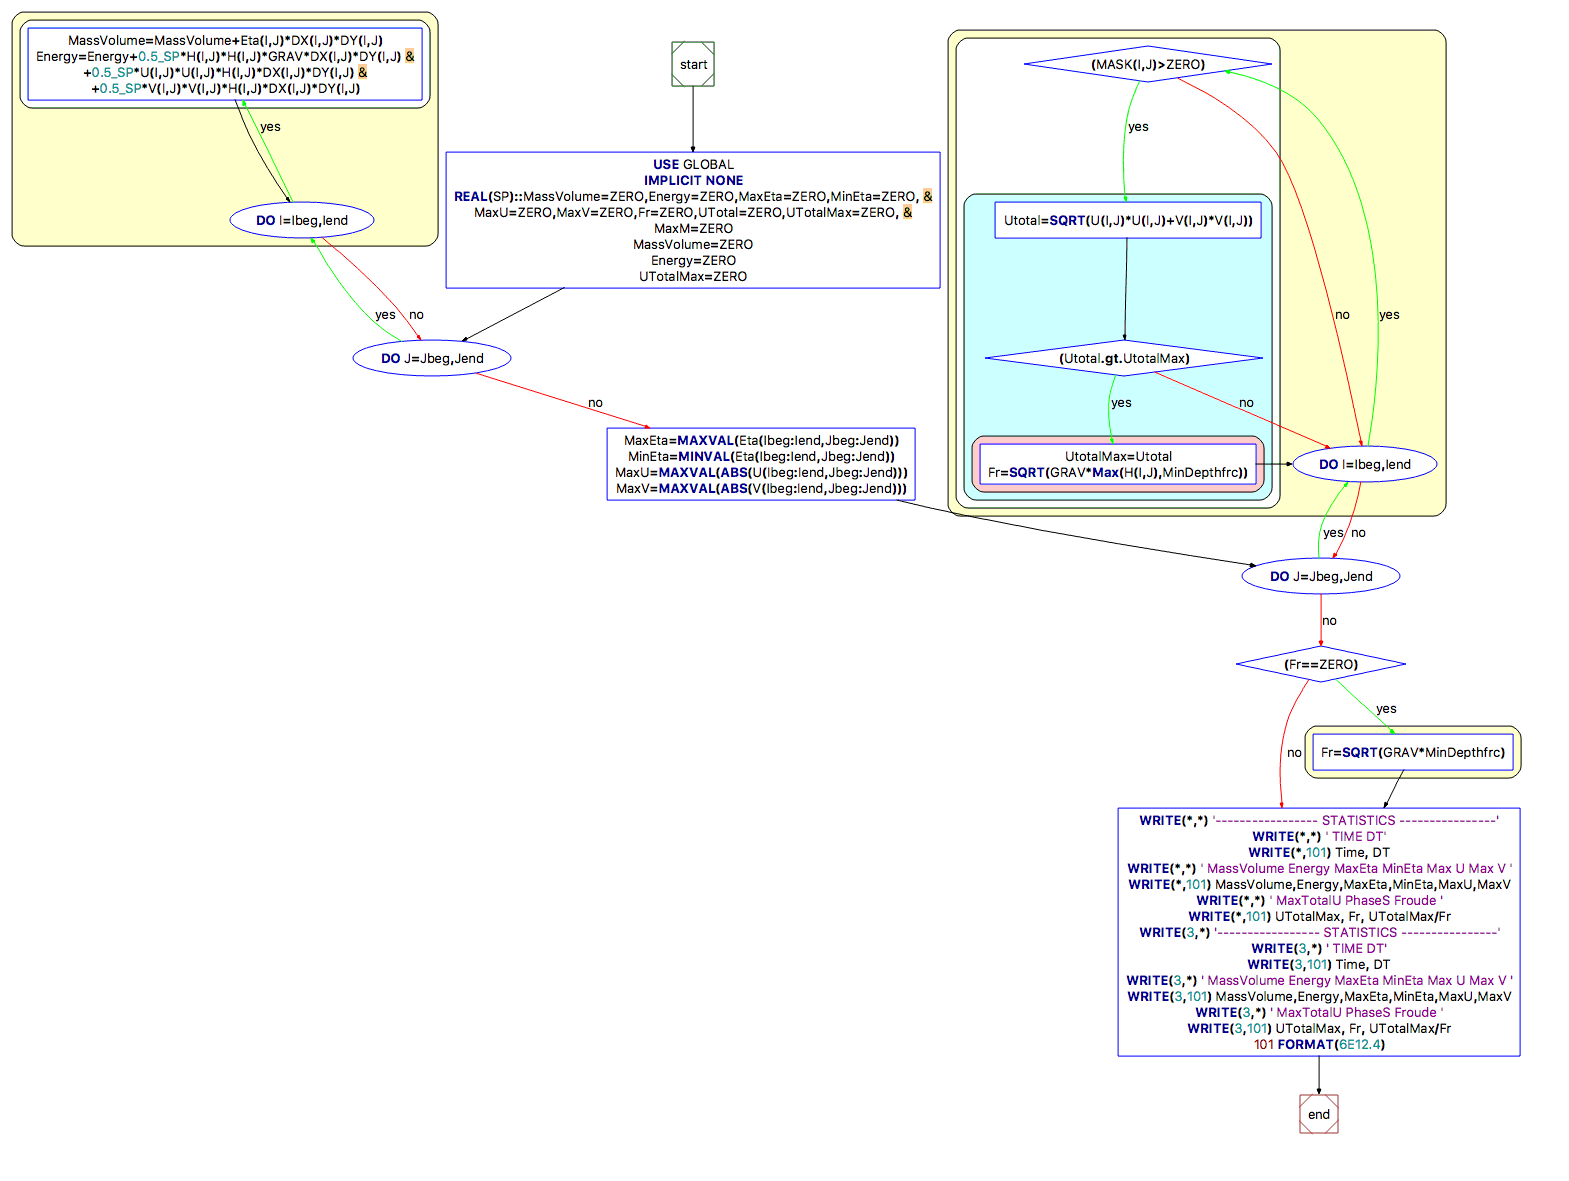 MassVolume=MassVolume+Eta(I,J)*DX(I,J)*DY(I,J)
Energy=Energy+0.5_SP*H(I,J)*H(I,J)*GRAV*DX(I,J)*DY(I,J) &
+0.5_SP*U(I,J)*U(I,J)*H(I,J)*DX(I,J)*DY(I,J) &
+0.5_SP*V(I,J)*V(I,J)*H(I,J)*DX(I,J)*DY(I,J)
yes
DO I=Ibeg,Iend
yes
no
DO J=Jbeg,Jend
no
start
USE GLOBAL
IMPLICIT NONE
REAL(SP)::MassVolume=ZERO,Energy=ZERO,MaxEta=ZERO,MinEta=ZERO, &
MaxU=ZERO,MaxV=ZERO,Fr=ZERO,UTotal=ZERO,UTotalMax=ZERO, &
MaxM=ZERO
MassVolume=ZERO
Energy=ZERO
UTotalMax=ZERO
MaxEta=MAXVAL(Eta(Ibeg:Iend,Jbeg:Jend))
MinEta=MINVAL(Eta(Ibeg:Iend,Jbeg:Jend))
MaxU=MAXVAL(ABS(U(Ibeg:Iend,Jbeg:Jend)))
MaxV=MAXVAL(ABS(V(Ibeg:Iend,Jbeg:Jend)))
(MASK(I,J)>ZERO)
yes
no
yes
Utotal=SQRT(U(I,J)*U(I,J)+V(I,J)*V(I,J))
(Utotal.gt.UtotalMax)
yes
no
UtotalMax=Utotal
Fr=SQRT(GRAV*Max(H(I,J),MinDepthfrc))
DO I=Ibeg,Iend
yes
no
DO J=Jbeg,Jend
no
(Fr==ZERO)
yes
no
Fr=SQRT(GRAV*MinDepthfrc)
WRITE(*,*) '----------------- STATISTICS ----------------'
WRITE(*,*) ' TIME DT'
WRITE(*,101) Time, DT
WRITE(*,*) ' MassVolume Energy MaxEta MinEta Max U Max V '
WRITE(*,101) MassVolume,Energy,MaxEta,MinEta,MaxU,MaxV
WRITE(*,*) ' MaxTotalU PhaseS Froude '
WRITE(*,101) UTotalMax, Fr, UTotalMax/Fr
WRITE(3,*) '----------------- STATISTICS ----------------'
WRITE(3,*) ' TIME DT'
WRITE(3,101) Time, DT
WRITE(3,*) ' MassVolume Energy MaxEta MinEta Max U Max V '
WRITE(3,101) MassVolume,Energy,MaxEta,MinEta,MaxU,MaxV
WRITE(3,*) ' MaxTotalU PhaseS Froude '
WRITE(3,101) UTotalMax, Fr, UTotalMax/Fr
101 FORMAT(6E12.4)
end